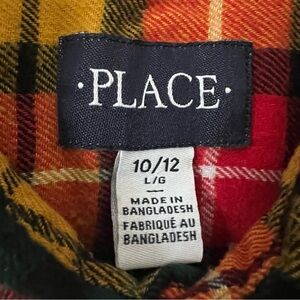 ·PLACE·
10/12
L/G
MADE IN
BANGLADESH
FABRIQUÉ AU
BANGLADESH